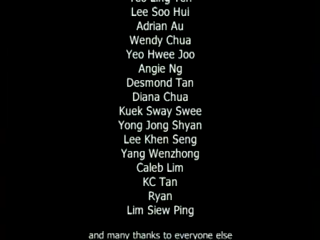 Lee Soo Hui
Adrian Au
Wendy Chua
Yeo Hwee Joo
Angie Ng
Desmond Tan
Diana Chua
Kuek Sway Swee
Yong Jong Shyan
Lee Khen Seng
Yang Wenzhong
Caleb Lim
KC Tan
Ryan
Lim Siew Ping
and many thanks to everyone else